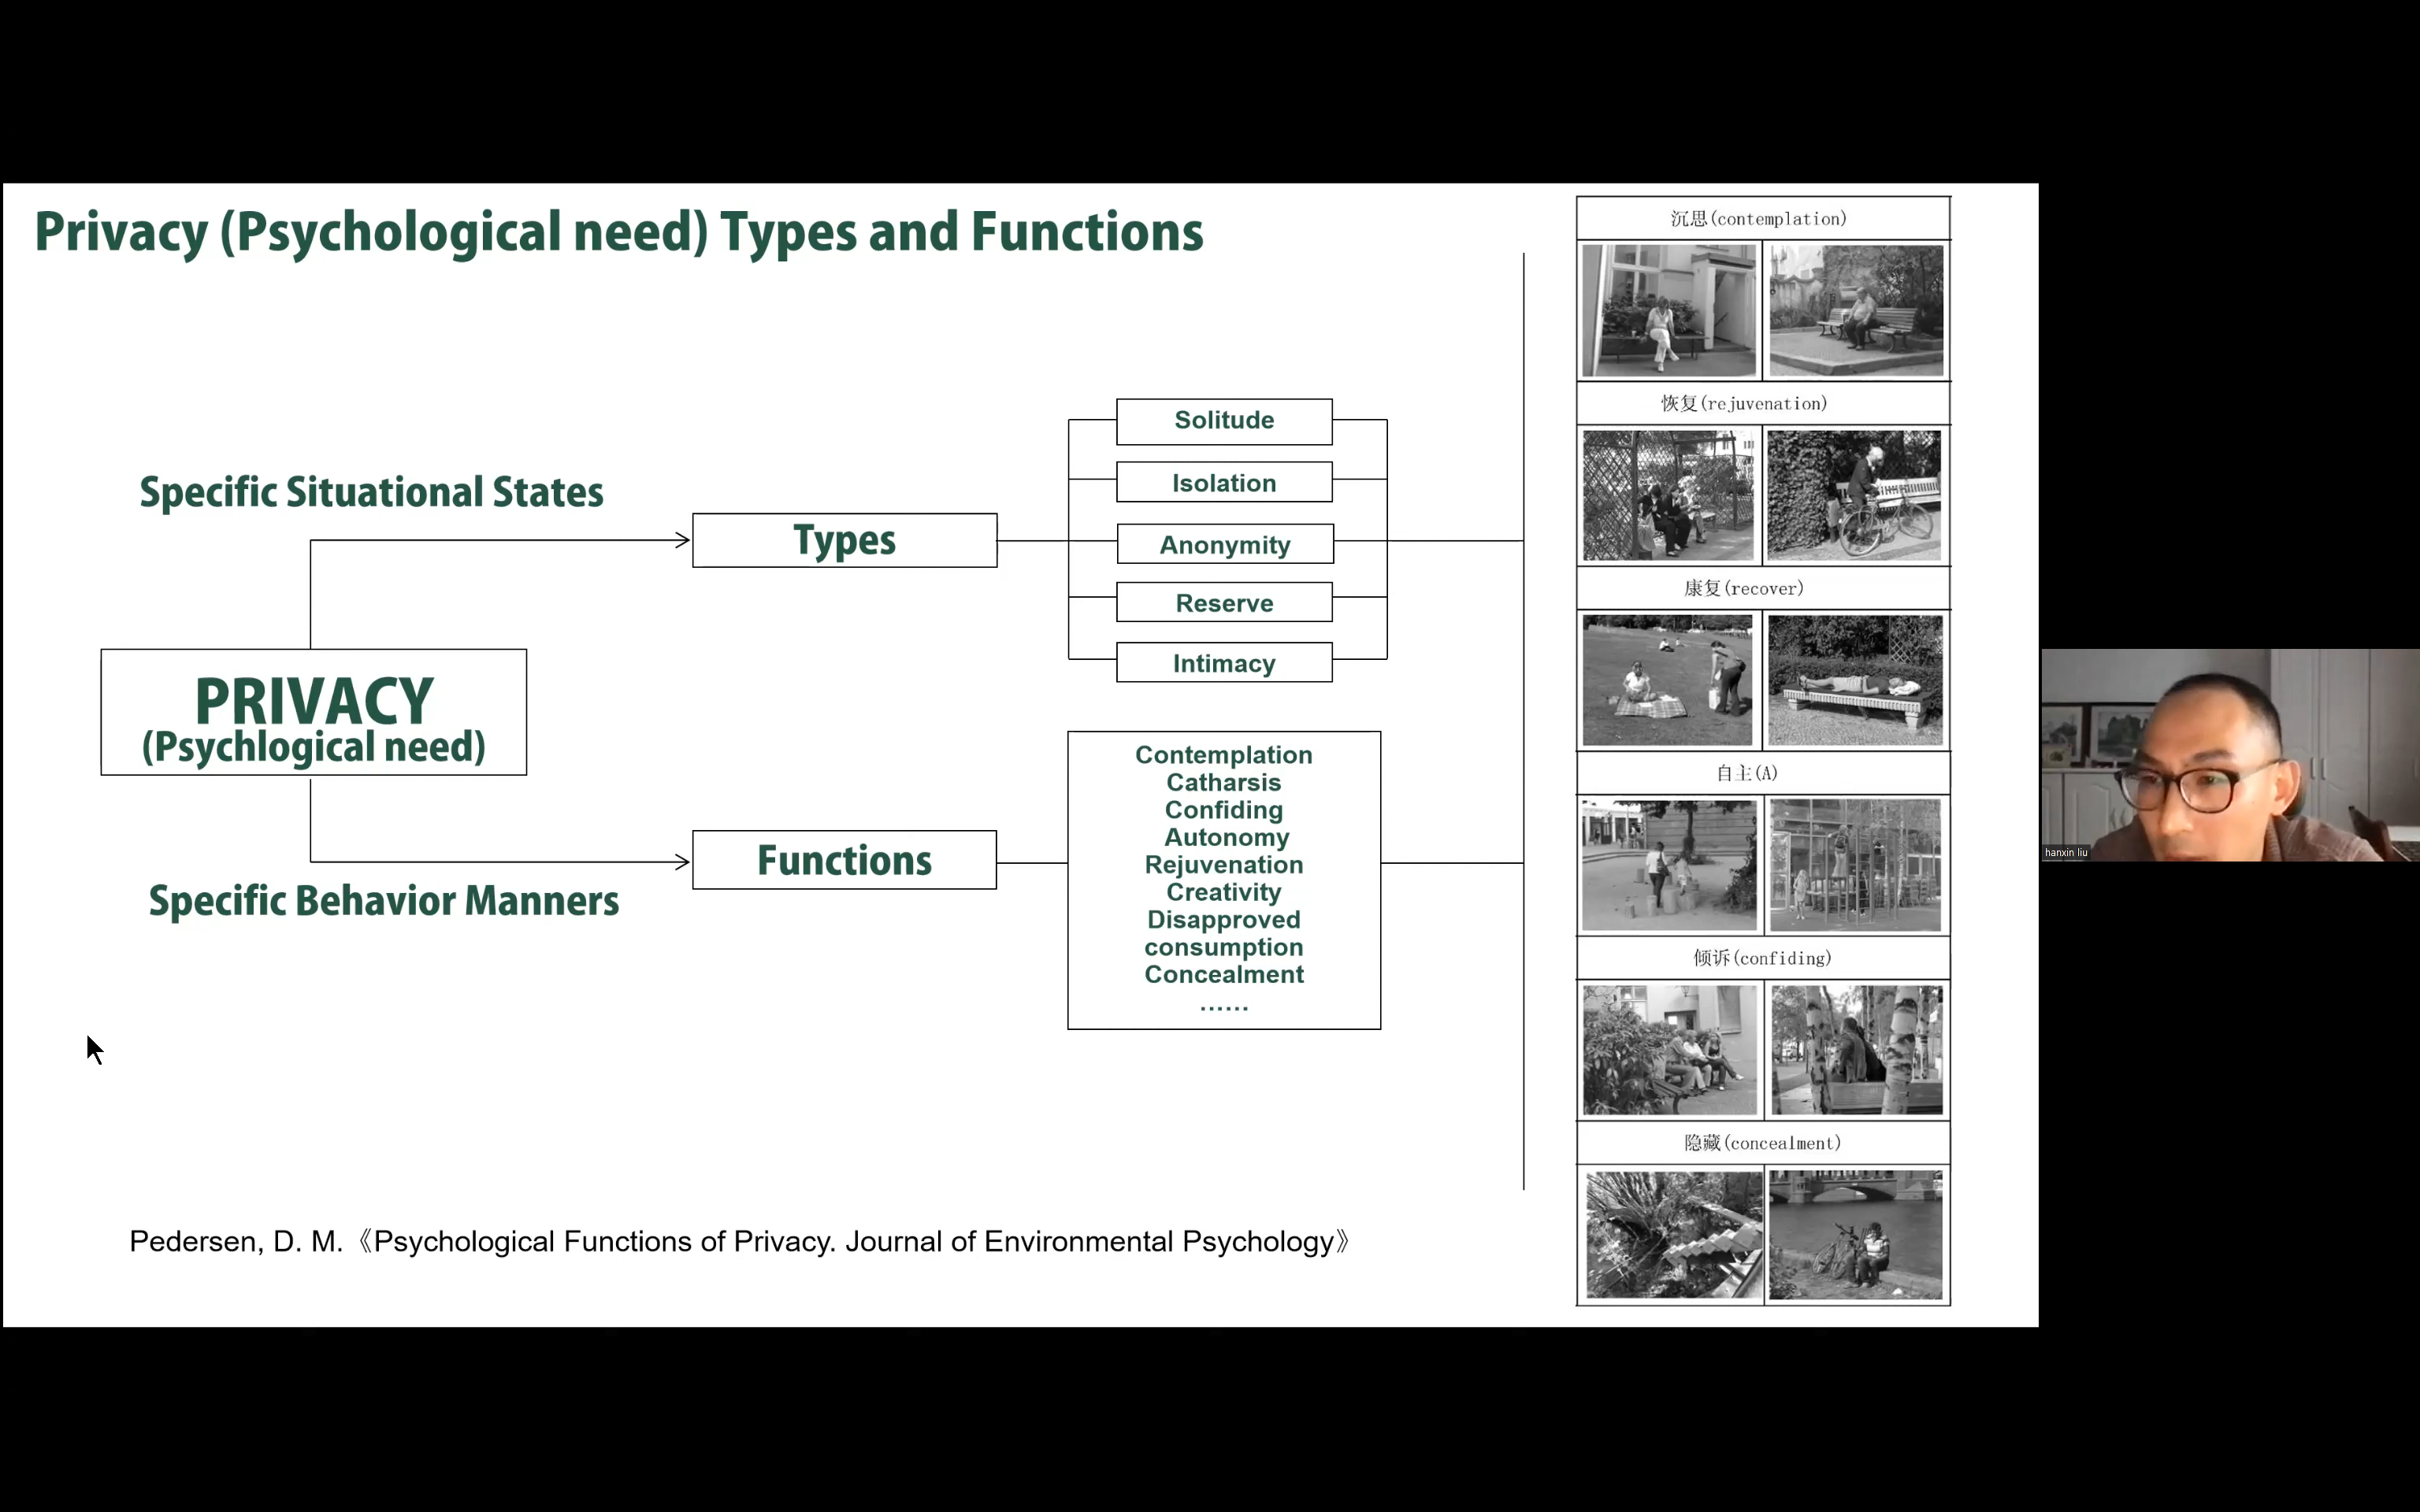 Privacy (Psychological need) Types and Functions
Specific Situational States
Types
Solitude
Isolation
Anonymity
Reserve
Intimacy
PRIVACY
(Psychlogical need)
Functions
Specific Behavior Manners
Contemplation
Catharsis
Confiding
Autonomy
Rejuvenation
Creativity
Disapproved
consumption
Concealment
......
Pedersen, D. M.《Psychological Functions of Privacy. Journal of Environmental Psychology》
沉思(contemplation)
恢复(rejuvenation)
康复(recover)
自主(A)
倾诉(confiding)
隐藏(concealment)
hanxin liu